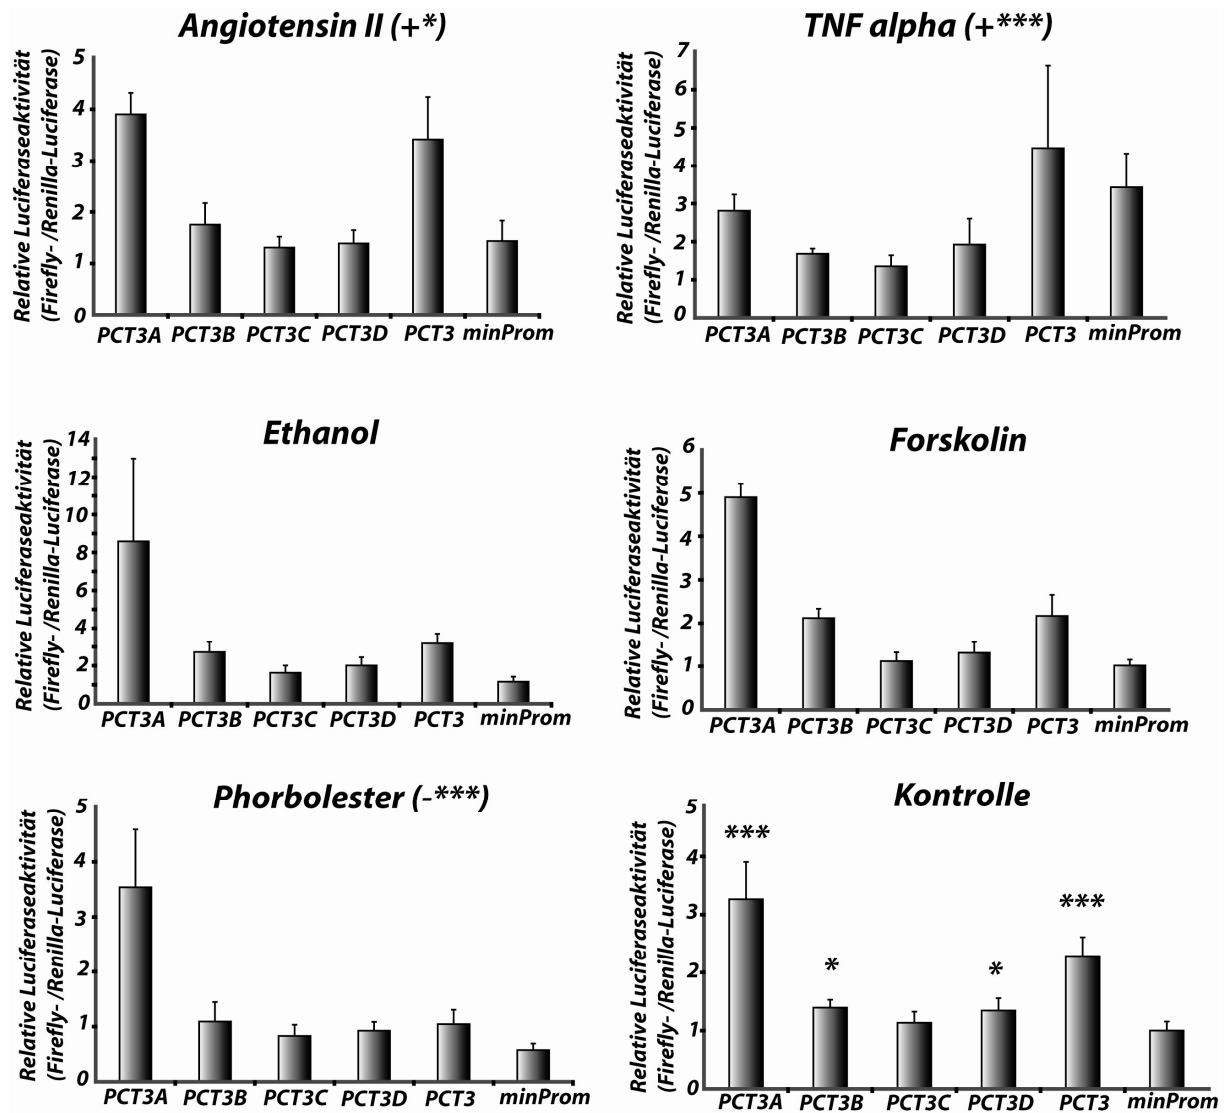 Angiotensin II (+*)
Relative Luciferaseaktivität
(Firefly- /Renilla-Luciferase)
5
4
3
2
1
0
PCT3A PCT3B PCT3C PCT3D PCT3 minProm
TNF alpha (+***)
Relative Luciferaseaktivität
(Firefly- /Renilla-Luciferase)
7
6
5
4
3
2
1
0
PCT3A PCT3B PCT3C PCT3D PCT3 minProm
Ethanol
Relative Luciferaseaktivität
(Firefly- /Renilla-Luciferase)
14
12
10
8
6
4
2
0
PCT3A PCT3B PCT3C PCT3D PCT3 minProm
Forskolin
Relative Luciferaseaktivität
(Firefly- /Renilla-Luciferase)
6
5
4
3
2
1
0
PCT3A PCT3B PCT3C PCT3D PCT3 minProm
Phorbolester (-***)
Relative Luciferaseaktivität
(Firefly- /Renilla-Luciferase)
5
4
3
2
1
0
PCT3A PCT3B PCT3C PCT3D PCT3 minProm
Kontrolle
Relative Luciferaseaktivität
(Firefly- /Renilla-Luciferase)
5
4
3
2
1
0
***
*
*
***
PCT3A PCT3B PCT3C PCT3D PCT3 minProm